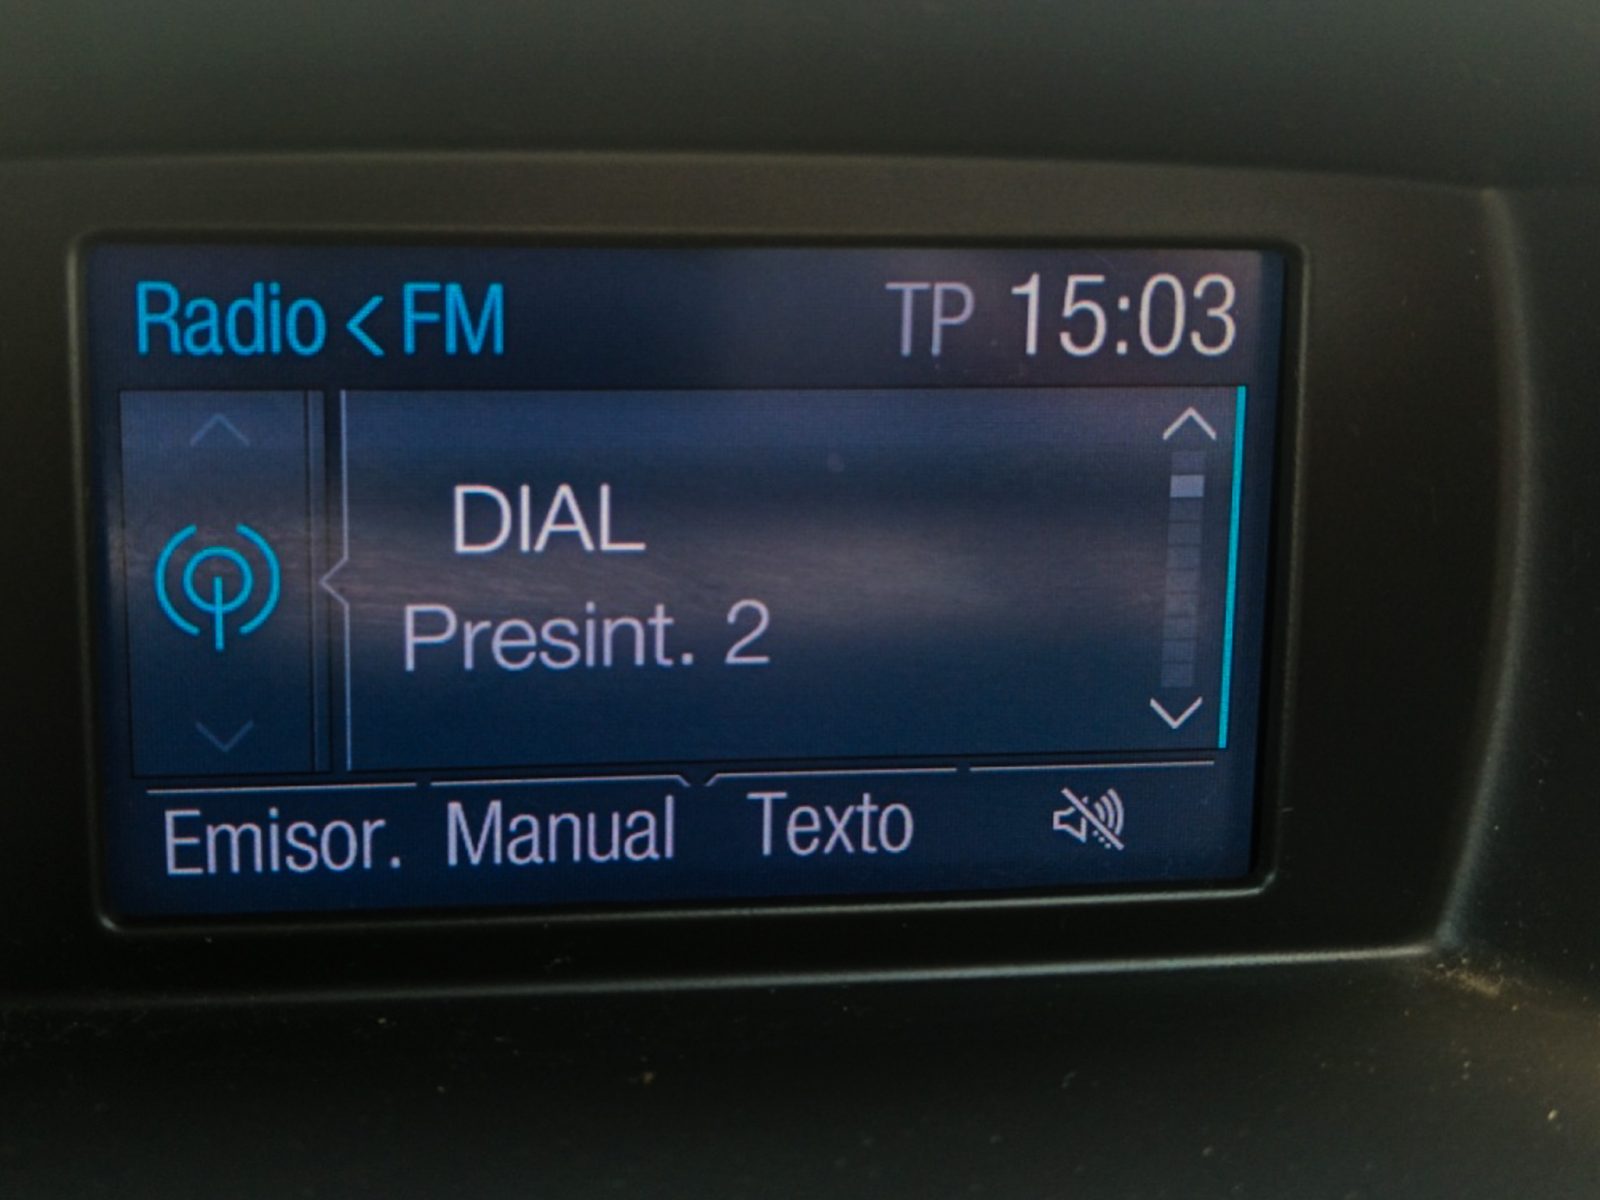 Radio < FM TP 15:03
DIAL
Presint. 2
Emisor. Manual Texto